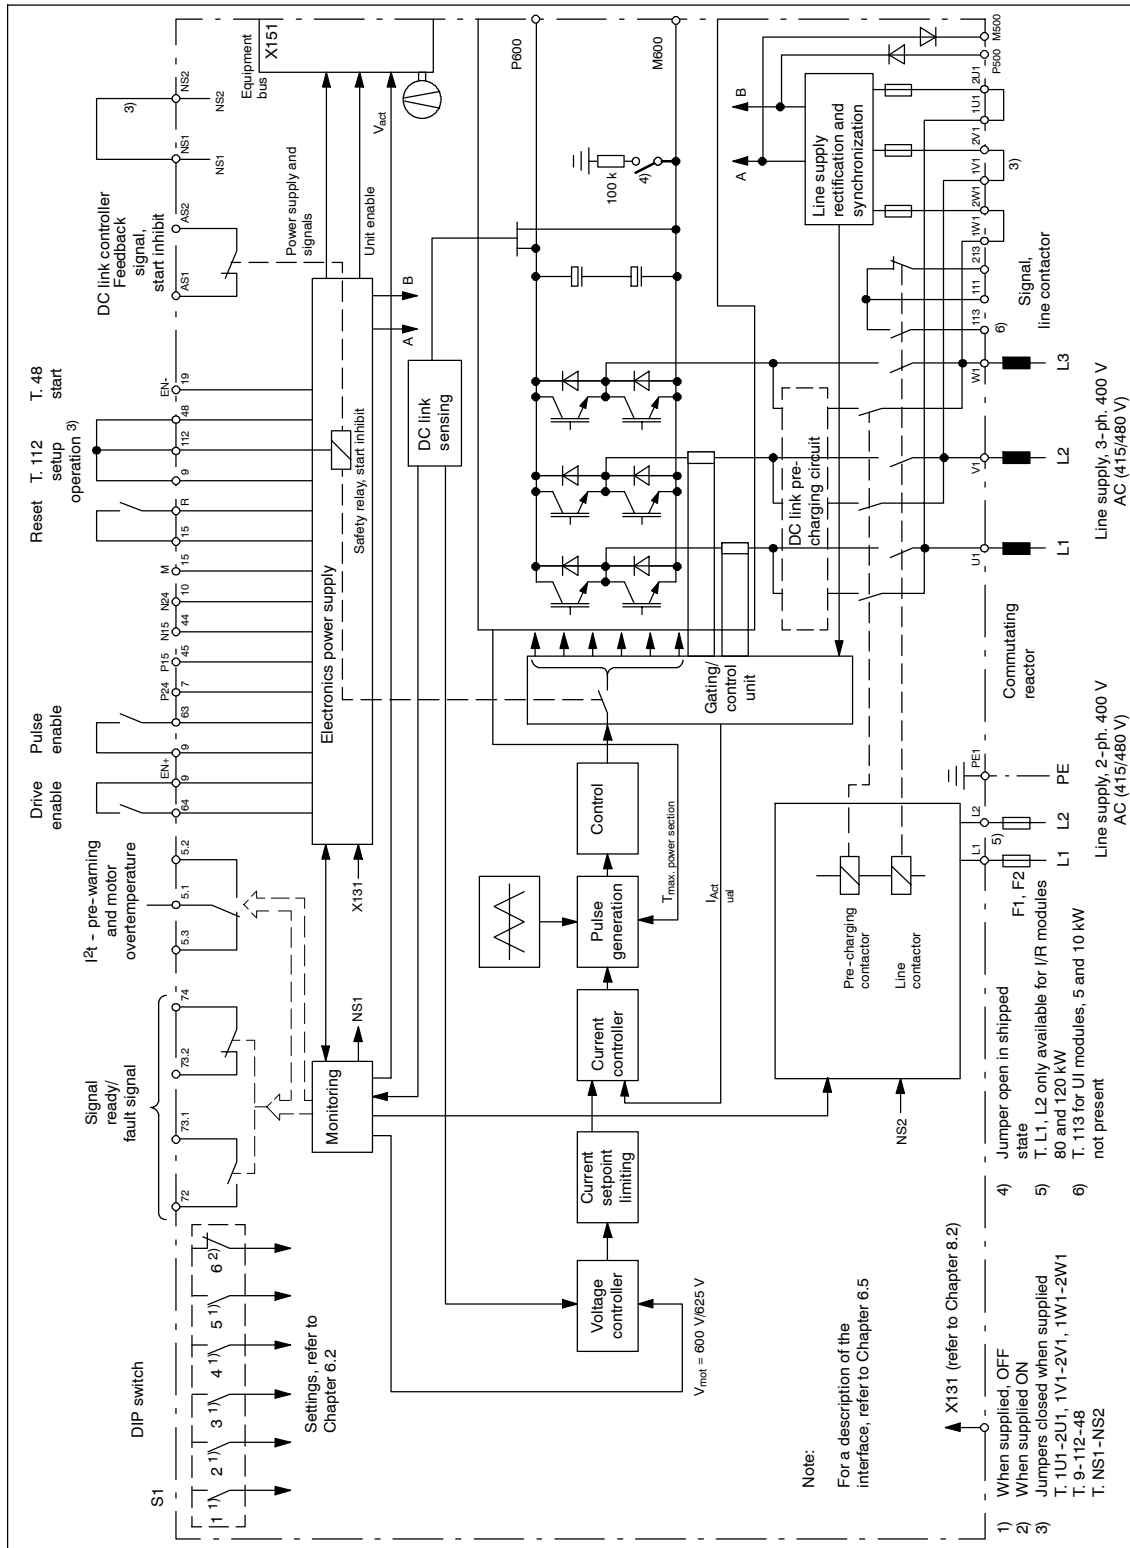 S1
DIP switch
1 1)
2 1)
3 1)
4 1)
5 1)
6 2)
Settings, refer to
Chapter 6.2
Signal
ready/
fault signal
72
73.1
73.2
74
I2t - pre-warning
and motor
overtemperature
5.3
5.1
5.2
Drive
enable
64
9
EN+
Pulse
enable
9
63
P24
7
P15
45
N15
44
N24
10
M
15
Reset
15
R
T. 112
setup
operation 3)
9
112
48
T. 48
start
EN-
19
DC link controller
Feedback
signal,
start inhibit
AS1
AS2
3)
NS1
NS1
NS2
NS2
Equipment
bus
X151
Monitoring
NS1
X131
Electronics power supply
Safety relay, start inhibit
Power supply and
signals
Unit enable
Vact
A
B
DC link
sensing
P600
M600
100 k
4)
Voltage
controller
Vmot = 600 V/625 V
Current
setpoint
limiting
Current
controller
Pulse
generation
Control
Tmax. power section
IAct
ual
Gating/
control
unit
DC link pre-
charging circuit
Line supply
rectification and
synchronization
A
B
NS2
Pre-charging
contactor
Line
contactor
L1
L2
PE1
5)
F1, F2
L1
L2
PE
Line supply, 2-ph. 400 V
AC (415/480 V)
Commutating
reactor
U1
V1
W1
L1
L2
L3
Line supply, 3-ph. 400 V
AC (415/480 V)
6)
113
111
213
Signal,
line contactor
1W1
2W1
1V1
2V1
1U1
2U1
3)
P500
M500
Note:
For a description of the
interface, refer to Chapter 6.5
X131 (refer to Chapter 8.2)
1) When supplied, OFF
2) When supplied ON
3) Jumpers closed when supplied
T. 1U1-2U1, 1V1-2V1, 1W1-2W1
T. 9-112-48
T. NS1-NS2
4) Jumper open in shipped
state
5) T. L1, L2 only available for I/R modules
80 and 120 kW
6) T. 113 for UI modules, 5 and 10 kW
not present